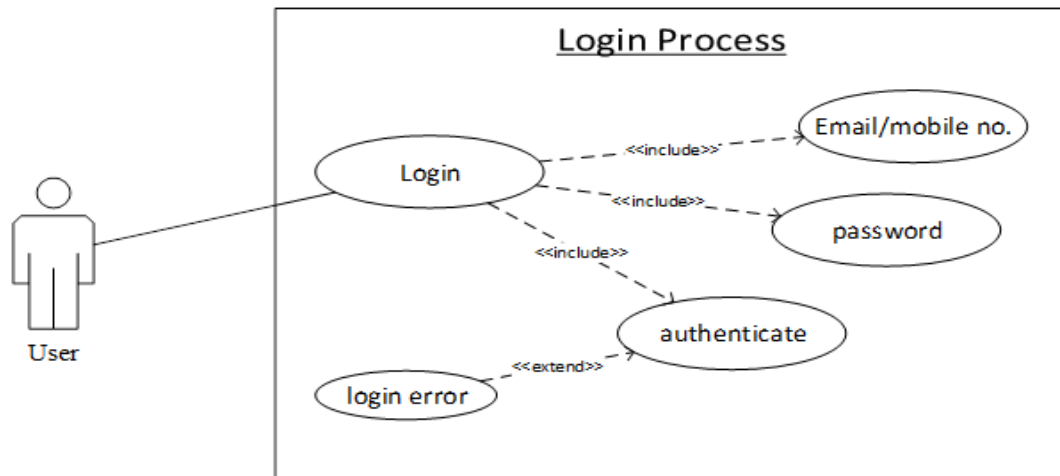 Login Process
Email/mobile no.
<<include>>
Login
<<include>>
password
<<include>>
authenticate
User
<<extend>>
login error